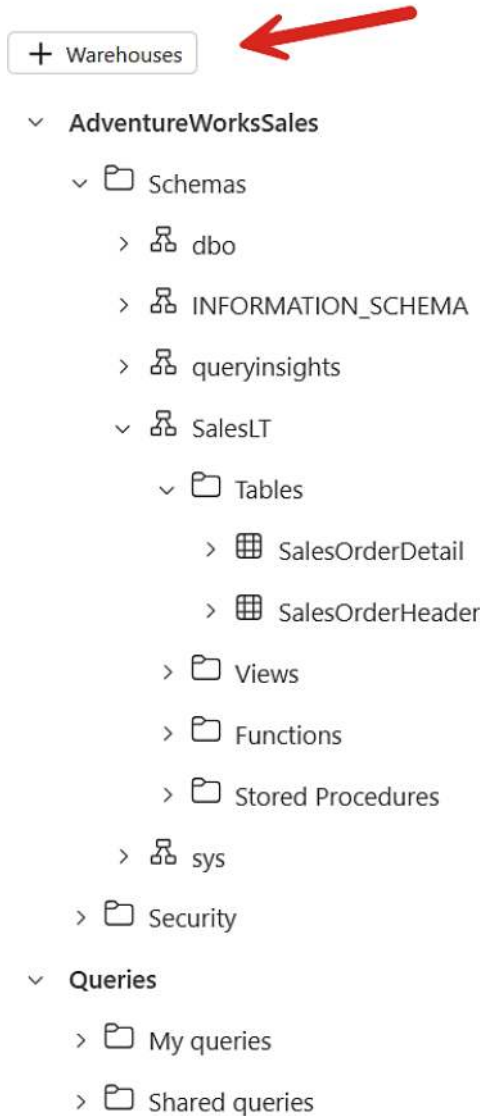 + Warehouses
AdventureWorksSales
Schemas
dbo
INFORMATION_SCHEMA
queryinsights
SalesLT
Tables
SalesOrderDetail
SalesOrderHeader
Views
Functions
Stored Procedures
sys
Security
Queries
My queries
Shared queries